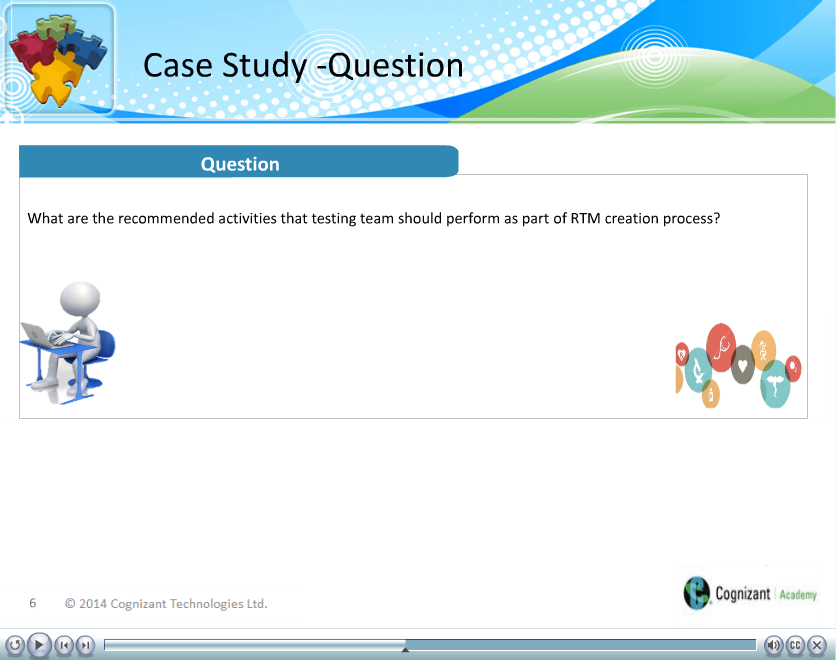 Case Study -Question
Question
What are the recommended activities that testing team should perform as part of RTM creation process?
6 © 2014 Cognizant Technologies Ltd.
Cognizant | Academy
CC